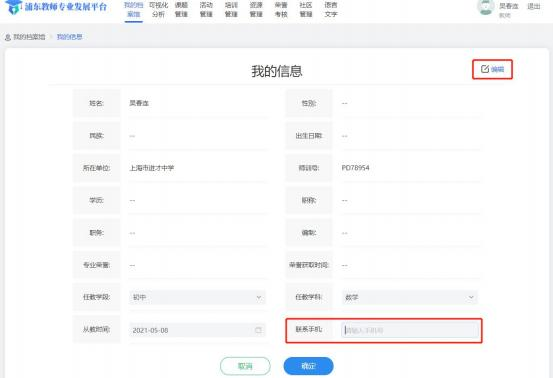 浦东教师专业发展平台
我的档案馆 可视化分析 课题管理 活动管理 培训管理 资源管理 荣誉考核 社区管理 语言文字
吴春连 退出
教师
我的档案馆 > 我的信息
我的信息
编辑
姓名: 吴春连 性别: --
民族: -- 出生日期: --
所在单位: 上海市进才中学 师训号: PD78954
学历: -- 职称: --
职务: -- 编制: --
专业荣誉: -- 荣誉获取时间: --
任教学段: 初中 任教学科: 数学
从教时间: 2021-05-08 联系手机: 请输入手机号
取消 确定